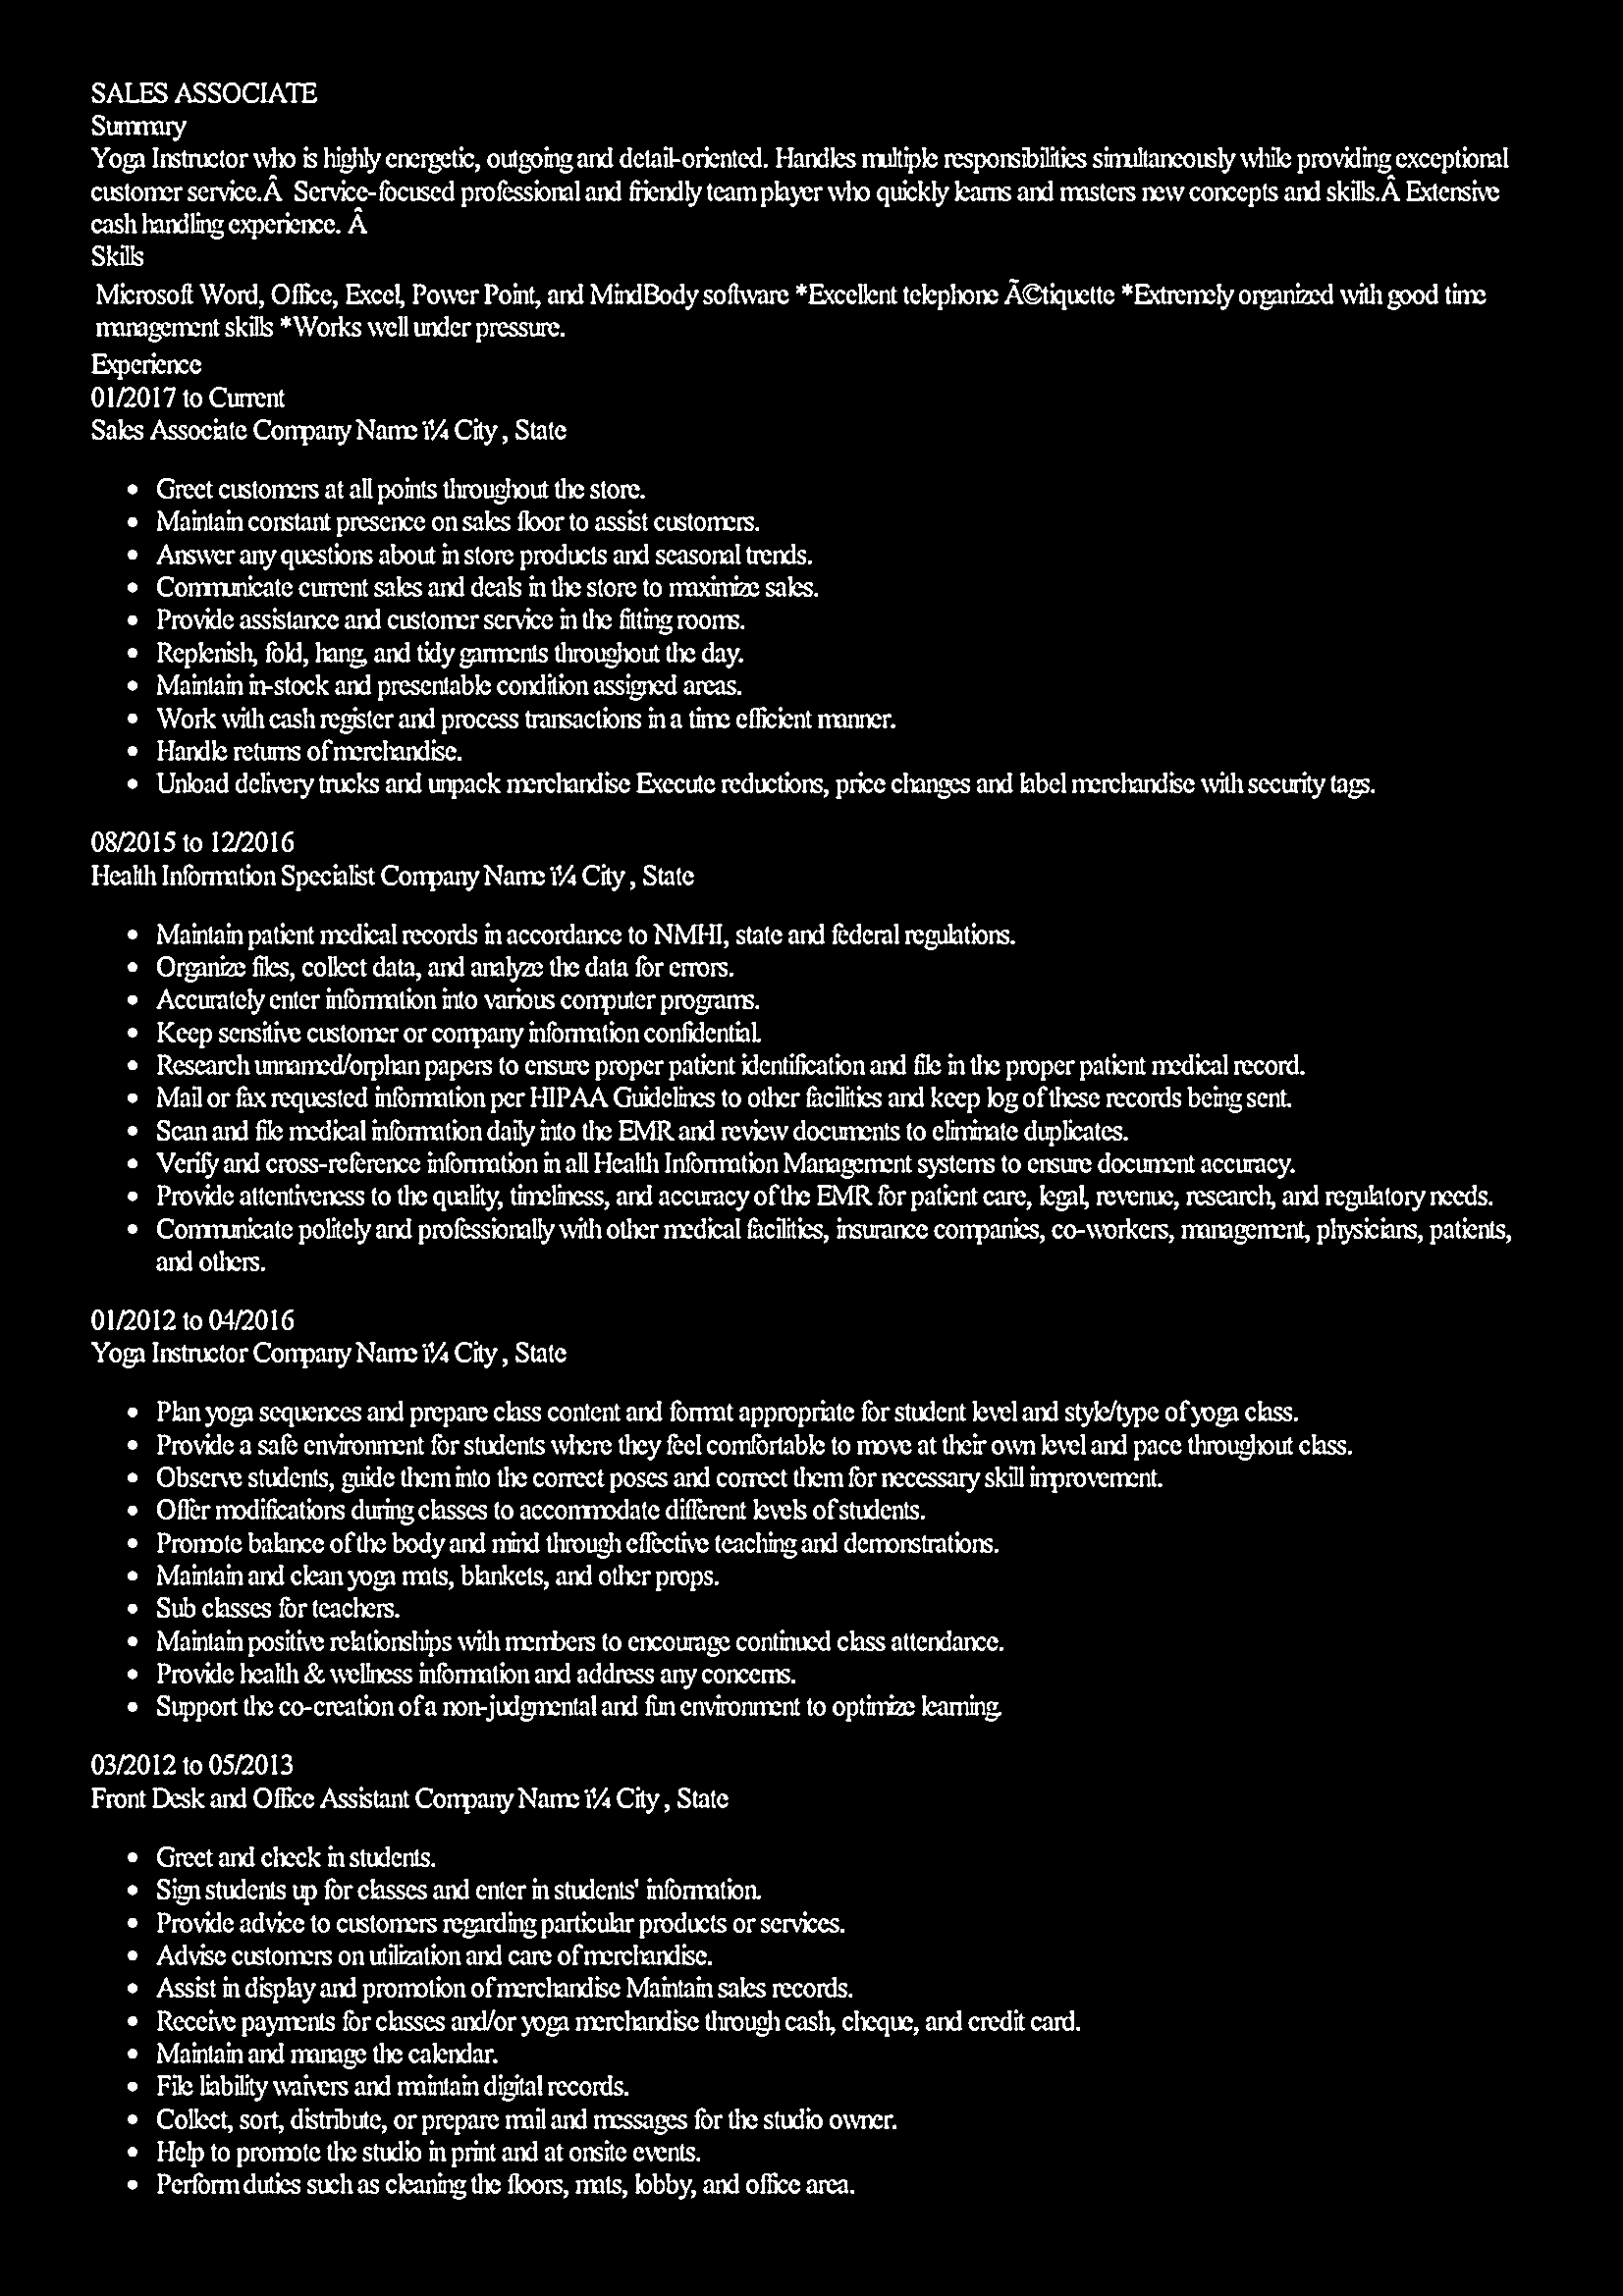 SALES ASSOCIATE
Summary
Yoga Instructor who is highly energetic, outgoing and detail-oriented. Handles multiple responsibilities simultaneously while providing exceptional
customer service.Â  Service-focused professional and friendly team player who quickly learns and masters new concepts and skills.Â Extensive
cash handling experience. Â
Skills
Microsoft Word, Office, Excel, Power Point, and MindBody software *Excellent telephone Ã©tiquette *Extremely organized with good time
management skills *Works well under pressure.
Experience
01/2017 to Current
Sales Associate Company Name ï¼ City , State
• Greet customers at all points throughout the store.
• Maintain constant presence on sales floor to assist customers.
• Answer any questions about in store products and seasonal trends.
• Communicate current sales and deals in the store to maximize sales.
• Provide assistance and customer service in the fitting rooms.
• Replenish, fold, hang, and tidy garments throughout the day.
• Maintain in-stock and presentable condition assigned areas.
• Work with cash register and process transactions in a time efficient manner.
• Handle returns of merchandise.
• Unload delivery trucks and unpack merchandise Execute reductions, price changes and label merchandise with security tags.
08/2015 to 12/2016
Health Information Specialist Company Name ï¼ City , State
• Maintain patient medical records in accordance to NMHI, state and federal regulations.
• Organize files, collect data, and analyze the data for errors.
• Accurately enter information into various computer programs.
• Keep sensitive customer or company information confidential.
• Research unnamed/orphan papers to ensure proper patient identification and file in the proper patient medical record.
• Mail or fax requested information per HIPAA Guidelines to other facilities and keep log of these records being sent.
• Scan and file medical information daily into the EMR and review documents to eliminate duplicates.
• Verify and cross-reference information in all Health Information Management systems to ensure document accuracy.
• Provide attentiveness to the quality, timeliness, and accuracy of the EMR for patient care, legal, revenue, research, and regulatory needs.
• Communicate politely and professionally with other medical facilities, insurance companies, co-workers, management, physicians, patients,
and others.
01/2012 to 04/2016
Yoga Instructor Company Name ï¼ City , State
• Plan yoga sequences and prepare class content and format appropriate for student level and style/type of yoga class.
• Provide a safe environment for students where they feel comfortable to move at their own level and pace throughout class.
• Observe students, guide them into the correct poses and correct them for necessary skill improvement.
• Offer modifications during classes to accommodate different levels of students.
• Promote balance of the body and mind through effective teaching and demonstrations.
• Maintain and clean yoga mats, blankets, and other props.
• Sub classes for teachers.
• Maintain positive relationships with members to encourage continued class attendance.
• Provide health & wellness information and address any concerns.
• Support the co-creation of a non-judgmental and fun environment to optimize learning.
03/2012 to 05/2013
Front Desk and Office Assistant Company Name ï¼ City , State
• Greet and check in students.
• Sign students up for classes and enter in students' information.
• Provide advice to customers regarding particular products or services.
• Advise customers on utilization and care of merchandise.
• Assist in display and promotion of merchandise Maintain sales records.
• Receive payments for classes and/or yoga merchandise through cash, cheque, and credit card.
• Maintain and manage the calendar.
• File liability waivers and maintain digital records.
• Collect, sort, distribute, or prepare mail and messages for the studio owner.
• Help to promote the studio in print and at onsite events.
• Perform duties such as cleaning the floors, mats, lobby, and office area.